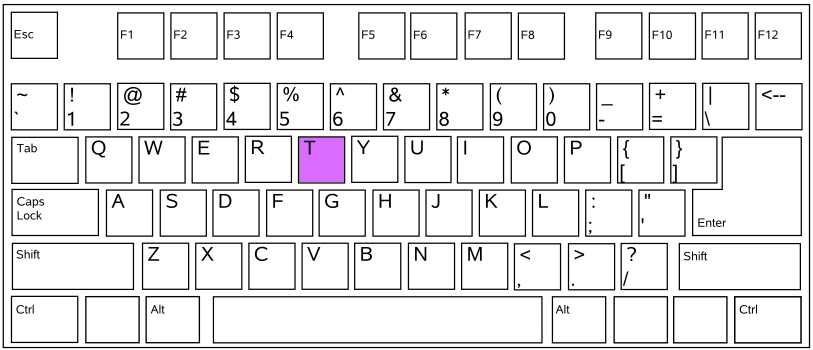 Esc F1 F2 F3 F4 F5 F6 F7 F8 F9 F10 F11 F12
~ ! @ # $ % ^ & * ( ) _ + | <--
` 1 2 3 4 5 6 7 8 9 0 - = \
Tab Q W E R T Y U I O P { }
[ ]
Caps A S D F G H J K L : "
Lock ; ' Enter
Shift Z X C V B N M < > ? Shift
, . /
Ctrl Alt Alt Ctrl